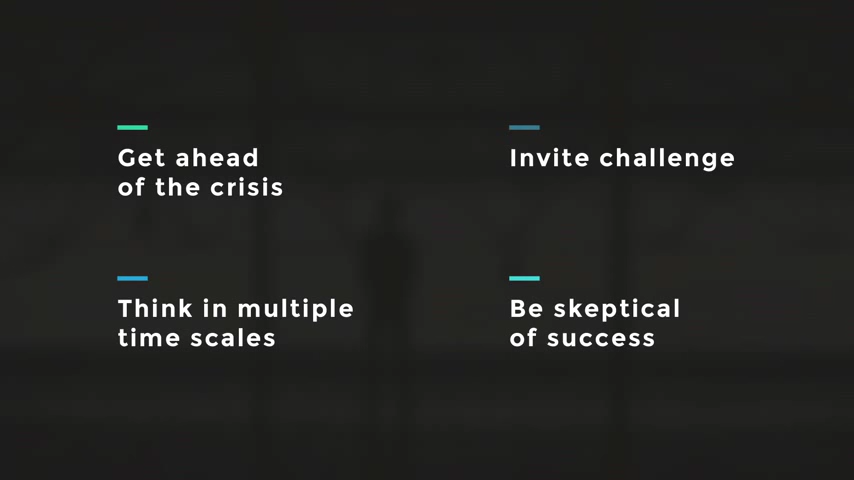 Get ahead
of the crisis
Invite challenge
Think in multiple
time scales
Be skeptical
of success